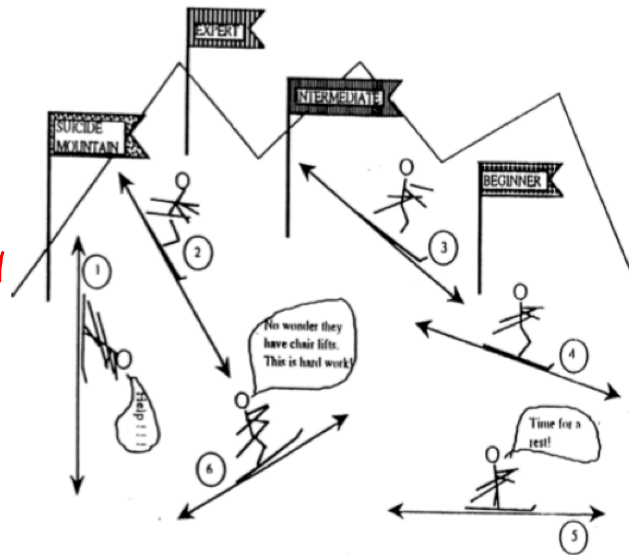 EXPERT
INTERMEDIATE
SUICIDE
MOUNTAIN
BEGINNER
1
2
3
No wonder they
have chair lifts.
This is hard work!
4
Help ! ! !
Time for a
rest!
6
5